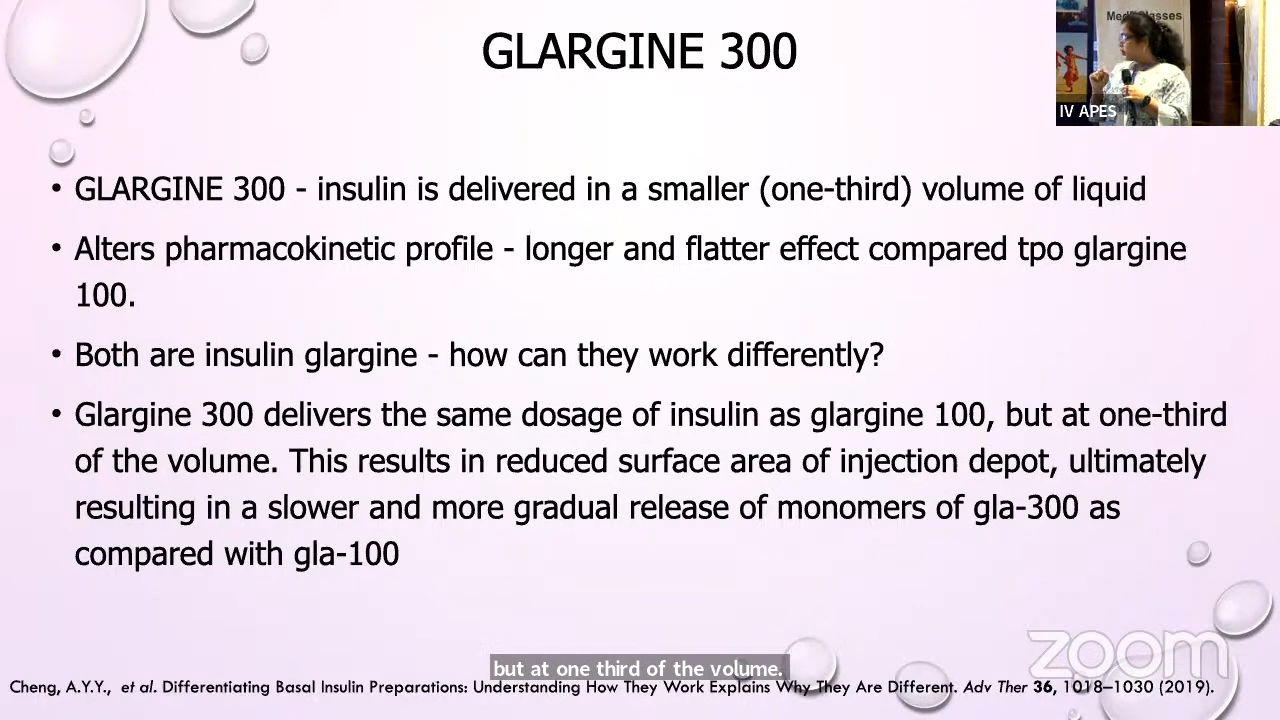 GLARGINE 300
Med Classes
IV APES
• GLARGINE 300 - insulin is delivered in a smaller (one-third) volume of liquid
• Alters pharmacokinetic profile - longer and flatter effect compared tpo glargine
100.
• Both are insulin glargine - how can they work differently?
• Glargine 300 delivers the same dosage of insulin as glargine 100, but at one-third
of the volume. This results in reduced surface area of injection depot, ultimately
resulting in a slower and more gradual release of monomers of gla-300 as
compared with gla-100
zoom
but at one third of the volume.
Cheng, A.Y.Y., et al. Differentiating Basal Insulin Preparations: Understanding How They Work Explains Why They Are Different. Adv Ther 36, 1018–1030 (2019).